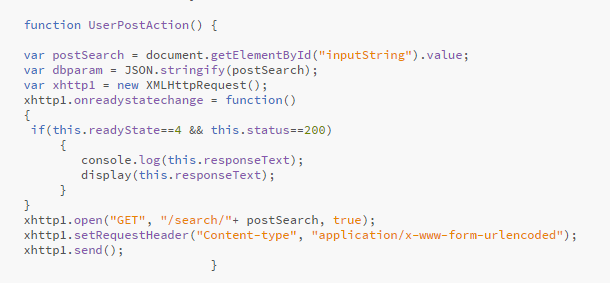 function UserPostAction() {
var postSearch = document.getElementById("inputString").value;
var dbparam = JSON.stringify(postSearch);
var xhttp1 = new XMLHttpRequest();
xhttp1.onreadystatechange = function()
{
if(this.readyState==4 && this.status==200)
{
console.log(this.responseText);
display(this.responseText);
}
}
xhttp1.open("GET", "/search/"+ postSearch, true);
xhttp1.setRequestHeader("Content-type", "application/x-www-form-urlencoded");
xhttp1.send();
}